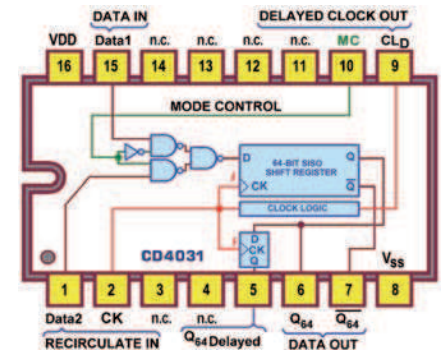 DATA IN DELAYED CLOCK OUT
VDD Data1 n.c. n.c. n.c. n.c. MC CLD
16 15 14 13 12 11 10 9
MODE CONTROL
D 64-BIT SISO SHIFT REGISTER Q
CK Q
CLOCK LOGIC
D
CK
Q
CD4031
VSS
1 2 3 4 5 6 7 8
Data2 CK n.c. n.c. Q64 Q64
RECIRCULATE IN Q64 Delayed DATA OUT